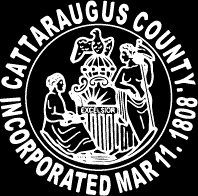 CATTARAUGUS COUNTY.
INCORPORATED MAR 11. 1808
EXCELSIOR